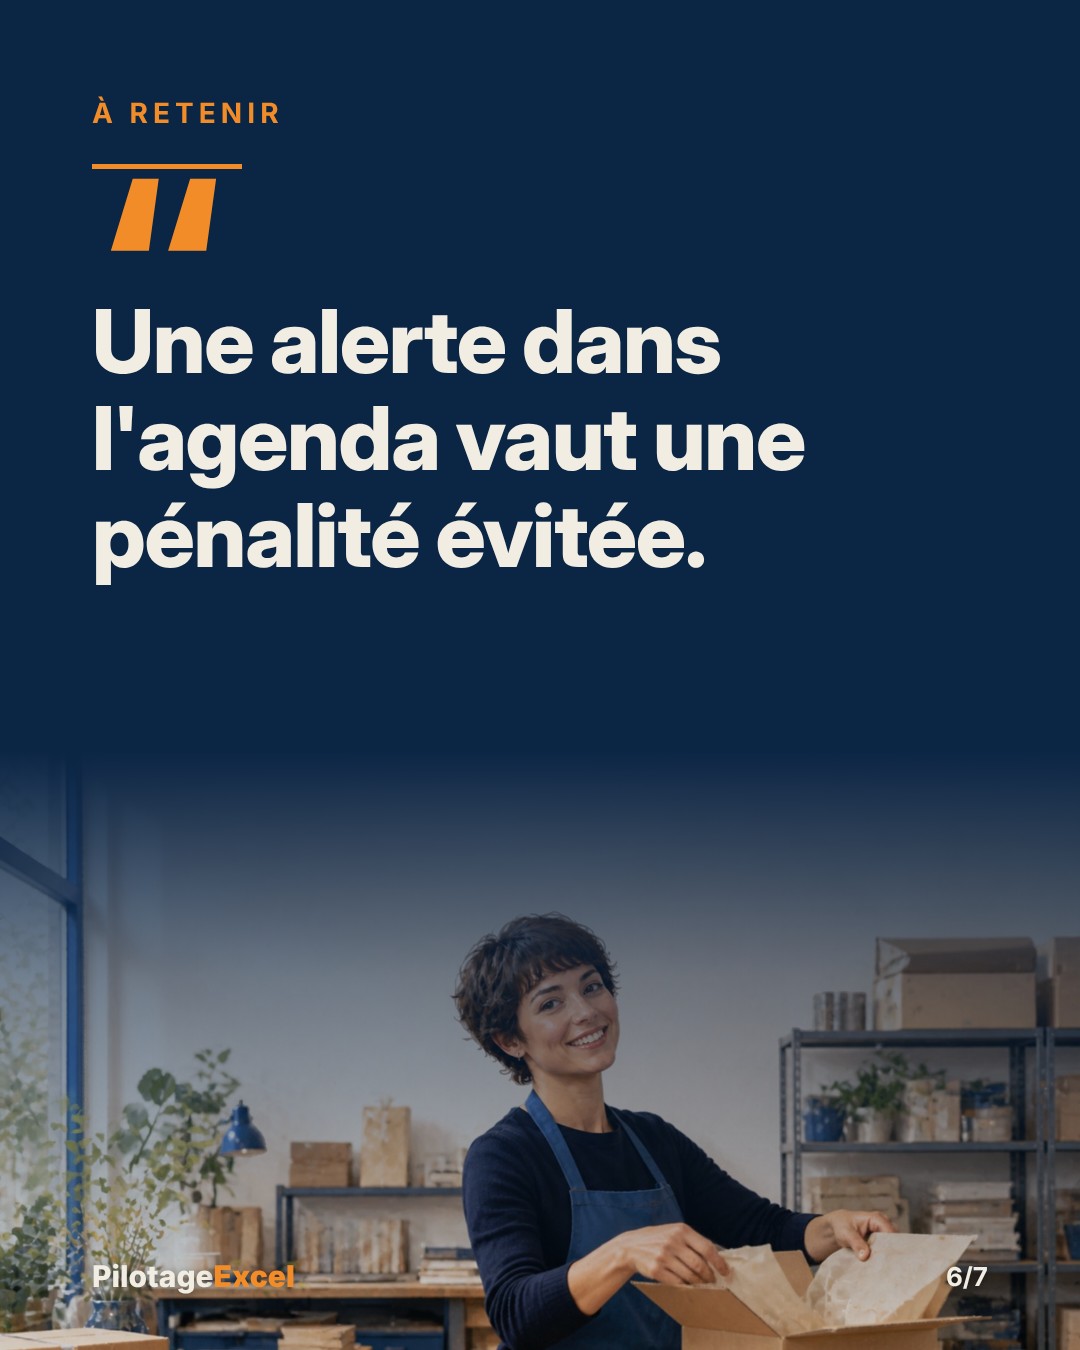 À RETENIR
"
Une alerte dans
l'agenda vaut une
pénalité évitée.
PilotageExcel
6/7